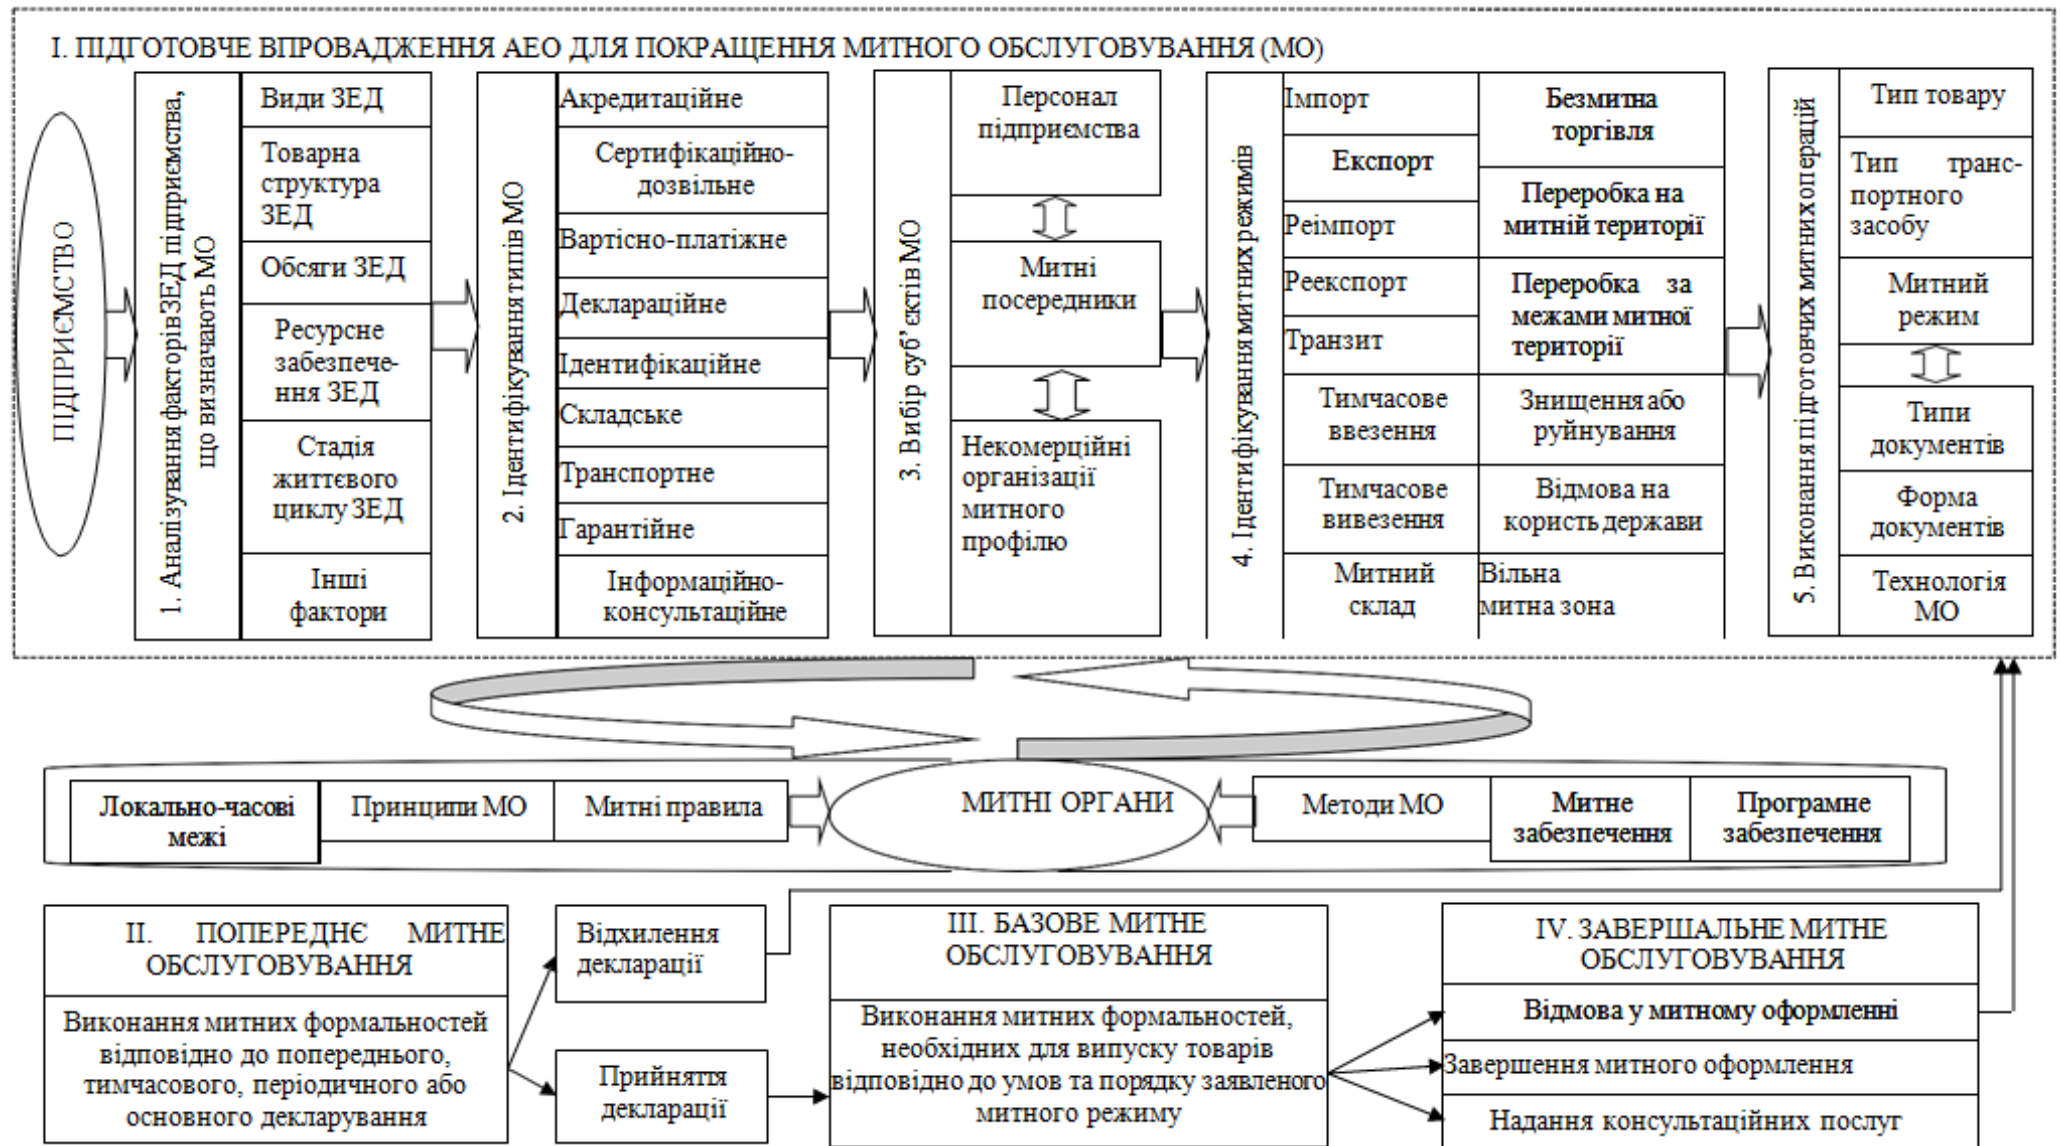 І. ПІДГОТОВЧЕ ВПРОВАДЖЕННЯ АЕО ДЛЯ ПОКРАЩЕННЯ МИТНОГО ОБСЛУГОВУВАННЯ (МО)
ПІДПРИЄМСТВО
1. Аналізування факторів ЗЕД підприємства,
що визначають МО
Види ЗЕД
Товарна
структура
ЗЕД
Обсяги ЗЕД
Ресурсне
забезпече-
ння ЗЕД
Стадія
життєвого
циклу ЗЕД
Інші
фактори
2. Ідентифікування типів МО
Акредитаційне
Сертифікаційно-
дозвільне
Вартісно-платіжне
Деклараційне
Ідентифікаційне
Складське
Транспортне
Гарантійне
Інформаційно-
консультаційне
3. Вибір суб’єктів МО
Персонал
підприємства
Митні
посередники
Некомерційні
організації
митного
профілю
4. Ідентифікування митних режимів
Імпорт
Експорт
Реімпорт
Реекспорт
Транзит
Тимчасове
ввезення
Тимчасове
вивезення
Митний
склад
Безмитна
торгівля
Переробка на
митній території
Переробка за
межами митної
території
Знищення або
руйнування
Відмова на
користь держави
Вільна
митна зона
5. Виконання підготовчих митних операцій
Тип товару
Тип транс-
портного
засобу
Митний
режим
Типи
документів
Форма
документів
Технологія
МО
Локально-часові
межі
Принципи МО
Митні правила
МИТНІ ОРГАНИ
Методи МО
Митне
забезпечення
Програмне
забезпечення
ІІ. ПОПЕРЕДНЄ МИТНЕ
ОБСЛУГОВУВАННЯ
Виконання митних формальностей
відповідно до попереднього,
тимчасового, періодичного або
основного декларування
Відхилення
декларації
Прийняття
декларації
ІІІ. БАЗОВЕ МИТНЕ
ОБСЛУГОВУВАННЯ
Виконання митних формальностей,
необхідних для випуску товарів
відповідно до умов та порядку заявленого
митного режиму
IV. ЗАВЕРШАЛЬНЕ МИТНЕ
ОБСЛУГОВУВАННЯ
Відмова у митному оформленні
Завершення митного оформлення
Надання консультаційних послуг